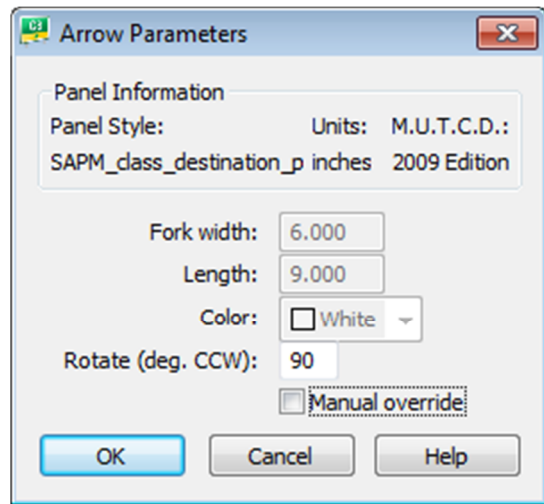 Arrow Parameters
Panel Information
Panel Style: Units: M.U.T.C.D.:
SAPM_class_destination_p inches 2009 Edition
Fork width: 6.000
Length: 9.000
Color: White
Rotate (deg. CCW): 90
Manual override
OK Cancel Help